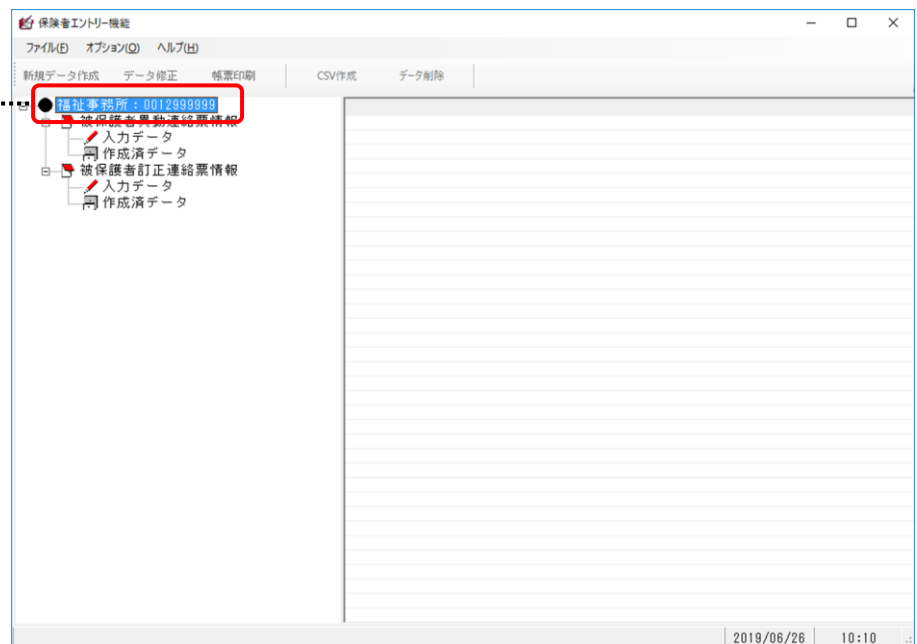 保険者エントリー機能
ファイル(F) オプション(O) ヘルプ(H)
新規データ作成 データ修正 帳票印刷 CSV作成 データ削除
福祉事務所：0012999999
被保護者異動連絡票情報
入力データ
作成済データ
被保護者訂正連絡票情報
入力データ
作成済データ
2019/06/26 10:10